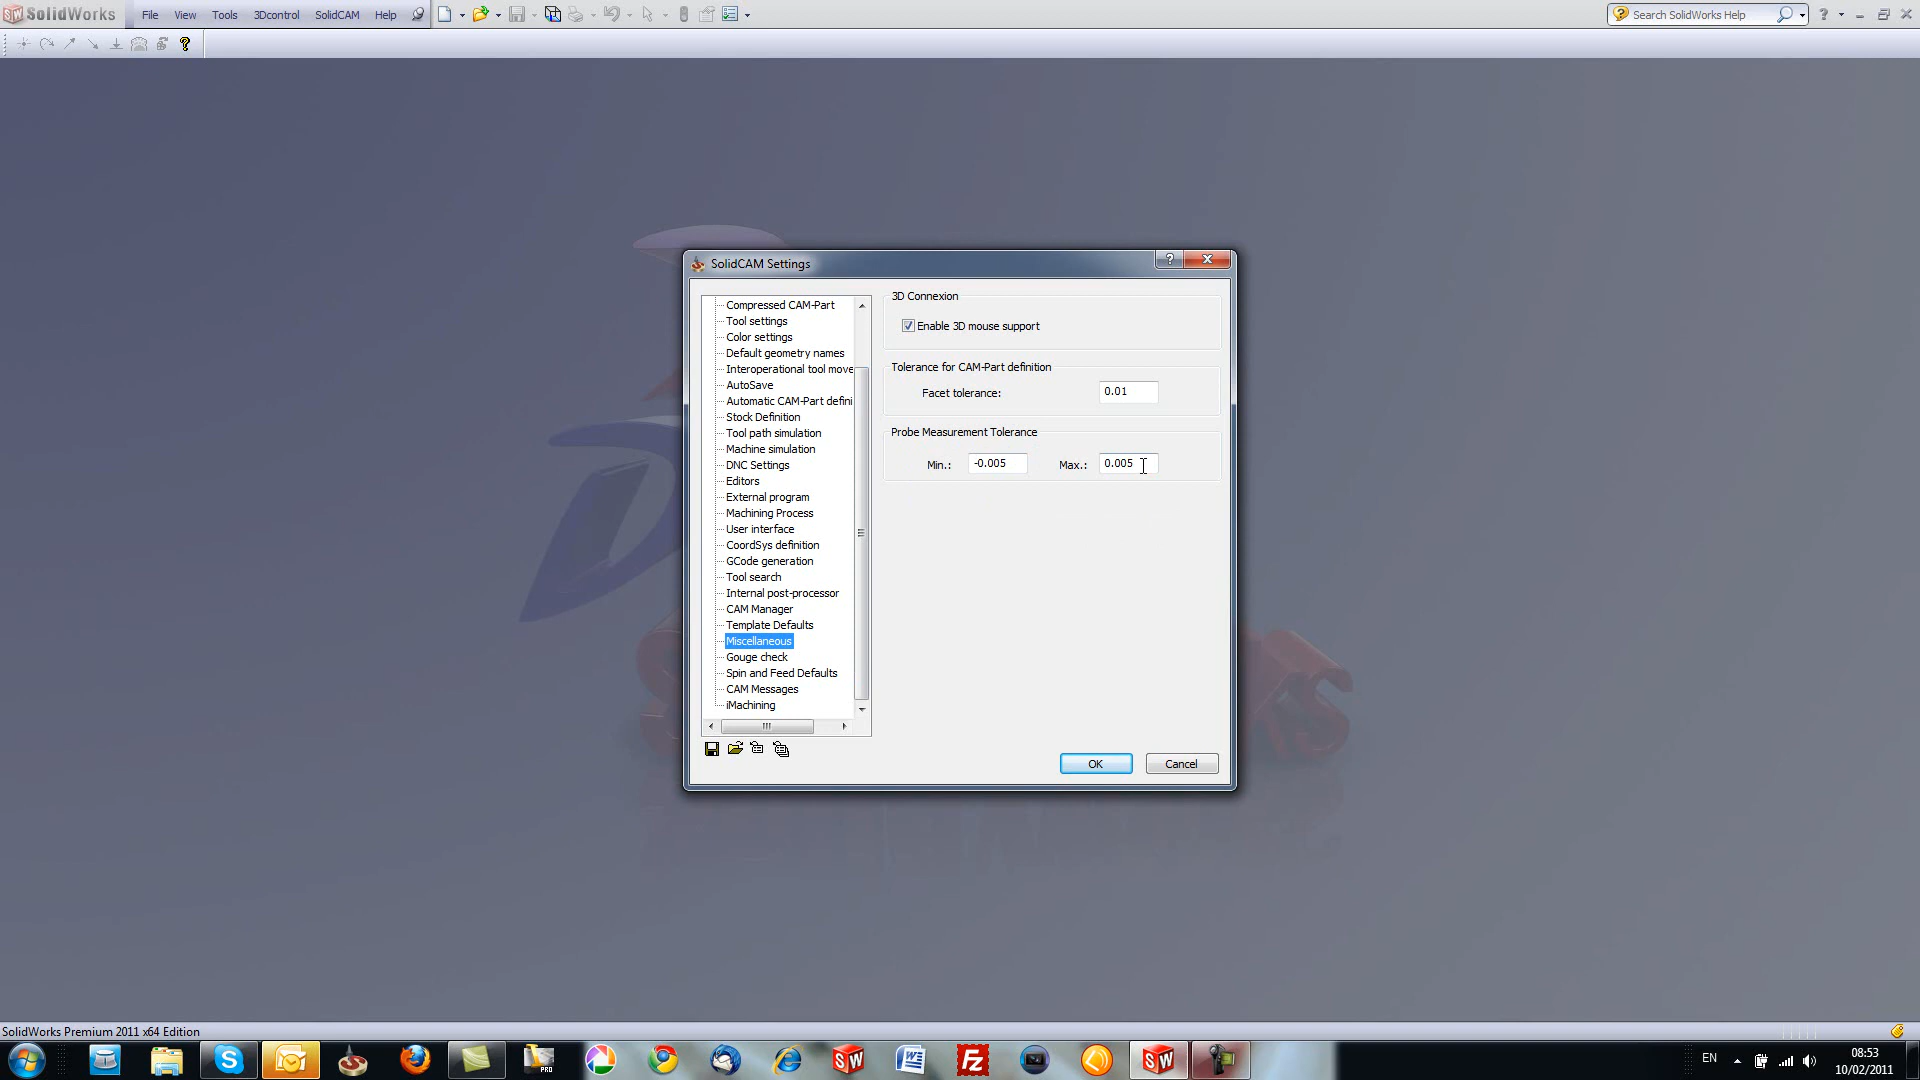 SolidWorks File View Tools 3Dcontrol SolidCAM Help Search SolidWorks Help
SolidCAM Settings
Compressed CAM-Part
Tool settings
Color settings
Default geometry names
Interoperational tool move
AutoSave
Automatic CAM-Part defini
Stock Definition
Tool path simulation
Machine simulation
DNC Settings
Editors
External program
Machining Process
User interface
CoordSys definition
GCode generation
Tool search
Internal post-processor
CAM Manager
Template Defaults
Miscellaneous
Gouge check
Spin and Feed Defaults
CAM Messages
iMachining
3D Connexion
Enable 3D mouse support
Tolerance for CAM-Part definition
Facet tolerance: 0.01
Probe Measurement Tolerance
Min.: -0.005 Max.: 0.005
OK Cancel
SolidWorks Premium 2011 x64 Edition
PRO
SW
W
Fz
SW
EN
08:53
10/02/2011